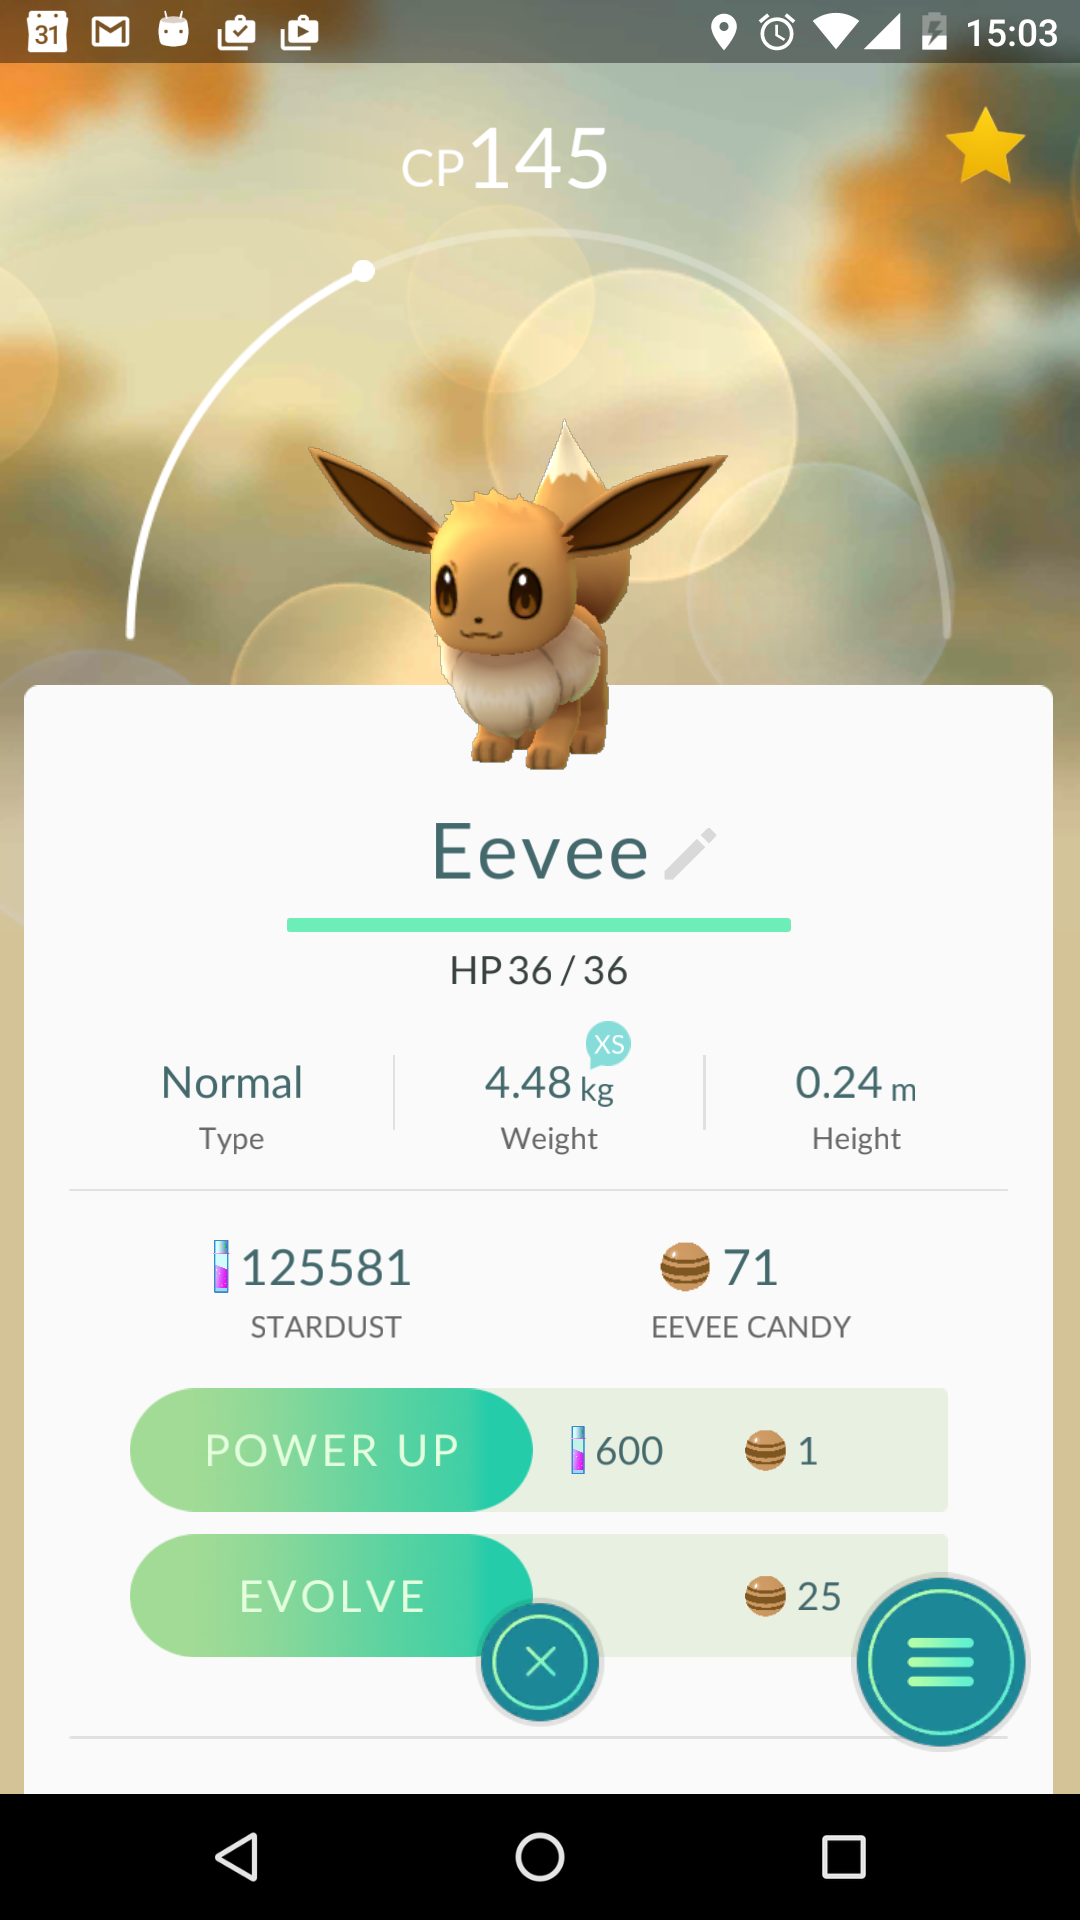 31 15:03
CP145
Eevee
HP 36 / 36
XS
Normal 4.48 kg 0.24 m
Type Weight Height
125581 71
STARDUST EEVEE CANDY
POWER UP 600 1
EVOLVE 25